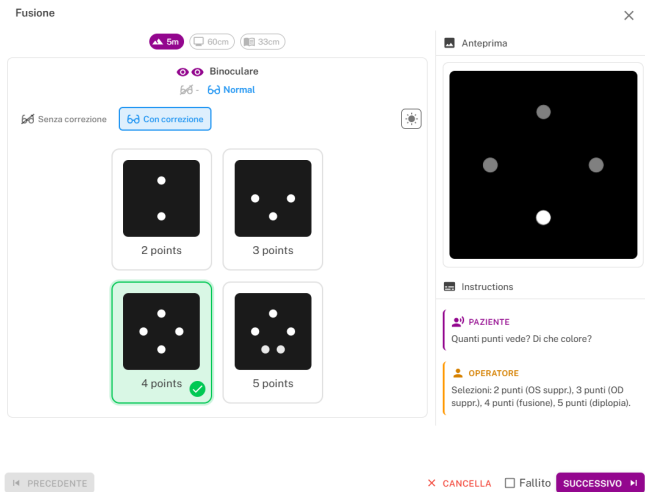 Fusione
5m
60cm
33cm
Anteprima
Binoculare
- Normal
Senza correzione
Con correzione
2 points
3 points
4 points
5 points
Instructions
PAZIENTE
Quanti punti vede? Di che colore?
OPERATORE
Selezioni: 2 punti (OS suppr.), 3 punti (OD
suppr.), 4 punti (fusione), 5 punti (diplopia).
PRECEDENTE
CANCELLA
Fallito
SUCCESSIVO